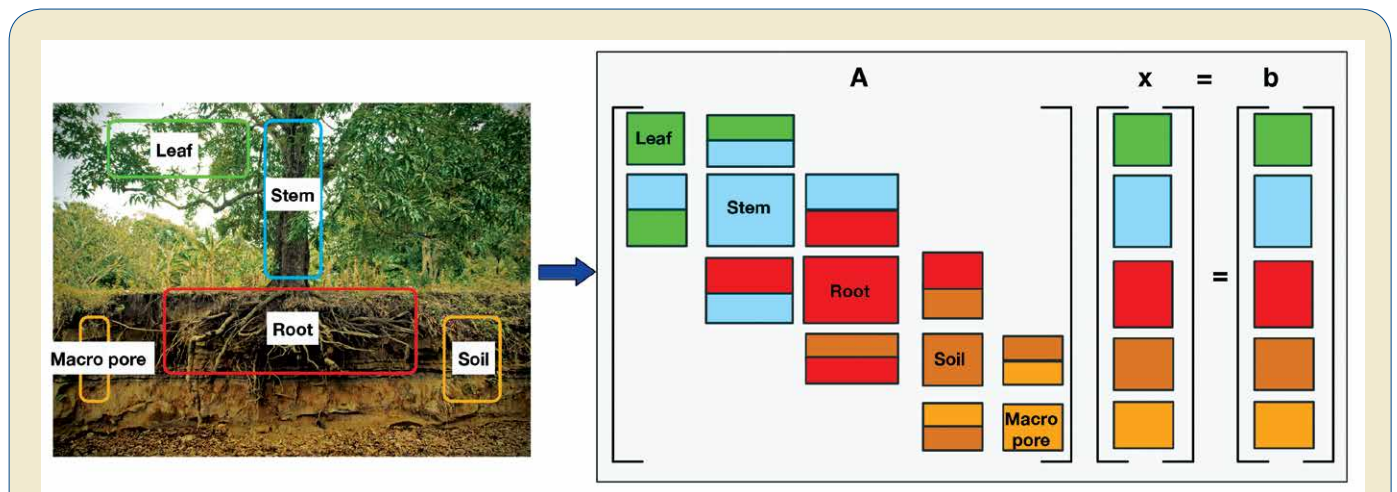 Leaf
Stem
Root
Macro pore
Soil
A
x = b
Leaf
Stem
Root
=
Soil
Macro
pore